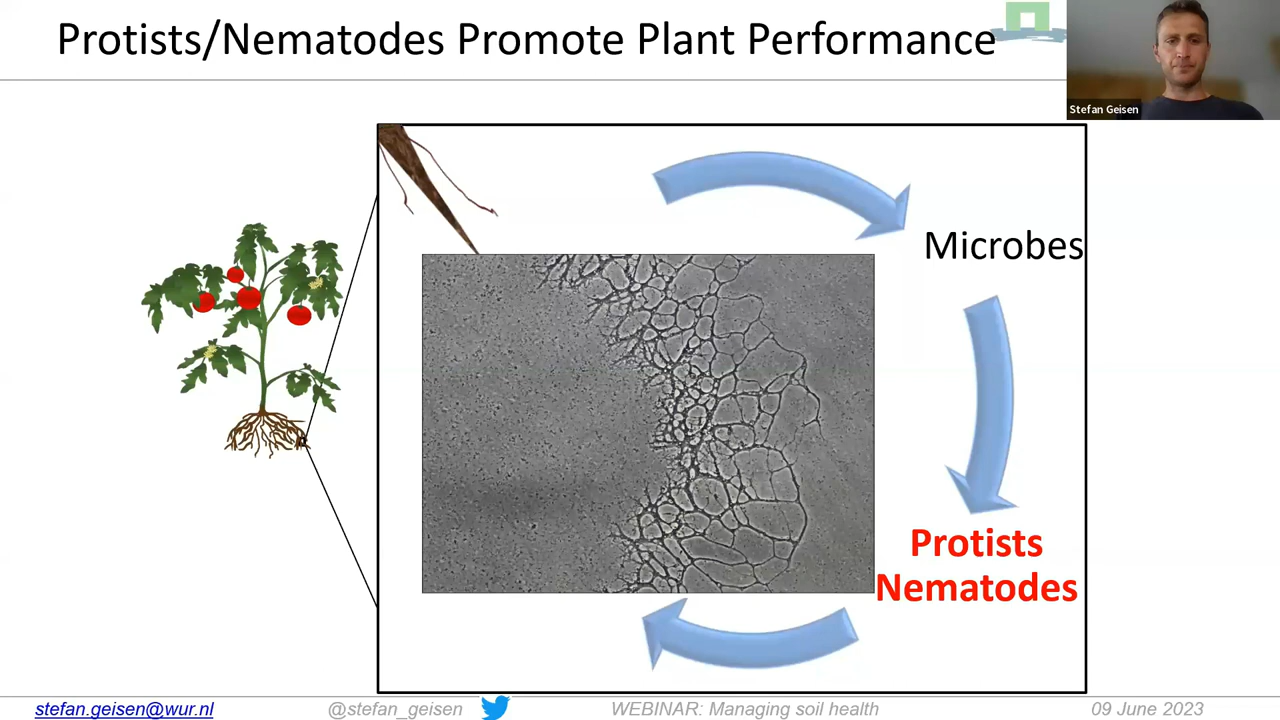 Protists/Nematodes Promote Plant Performance
Stefan Geisen
Microbes
Protists
Nematodes
stefan.geisen@wur.nl
@stefan_geisen
WEBINAR: Managing soil health
09 June 2023